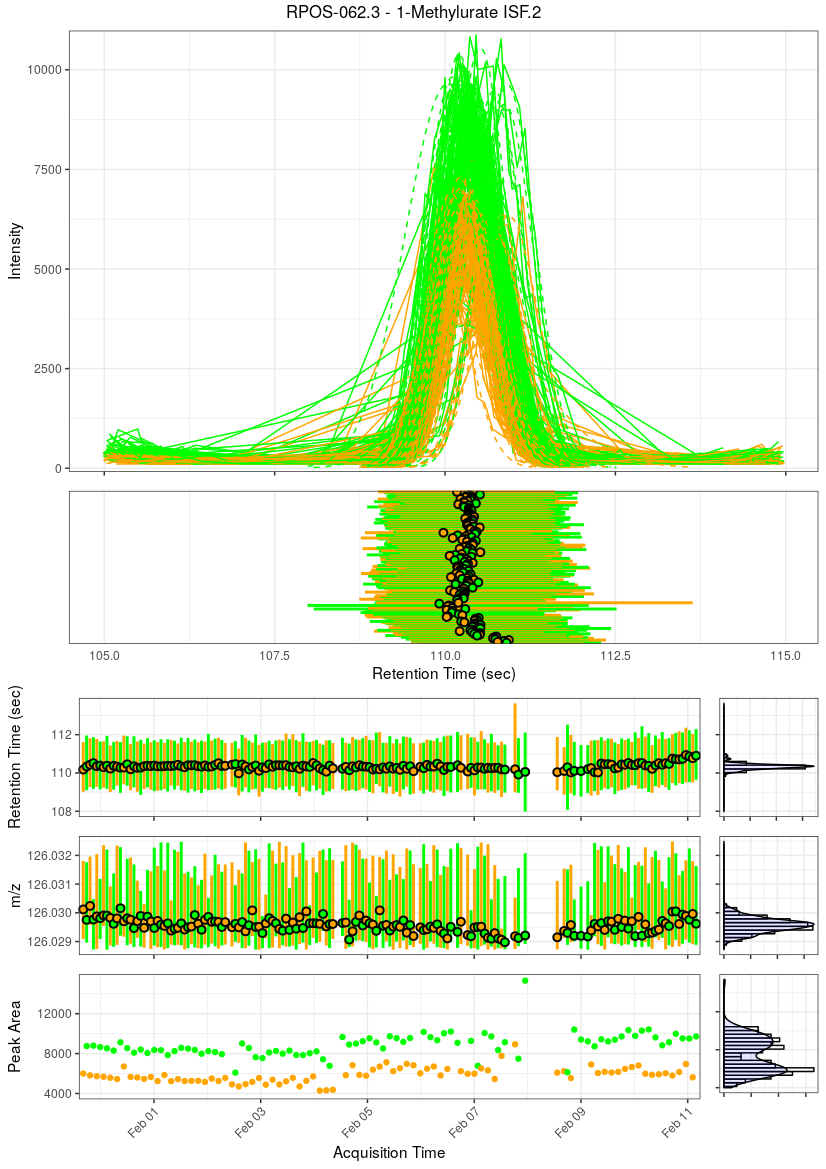 RPOS-062.3 - 1-Methylurate ISF.2
Intensity
10000
7500
5000
2500
0
105.0 107.5 110.0 112.5 115.0
Retention Time (sec)
Retention Time (sec)
112
110
108
m/z
126.032
126.031
126.030
126.029
Peak Area
12000
8000
4000
Feb 01 Feb 03 Feb 05 Feb 07 Feb 09 Feb 11
Acquisition Time